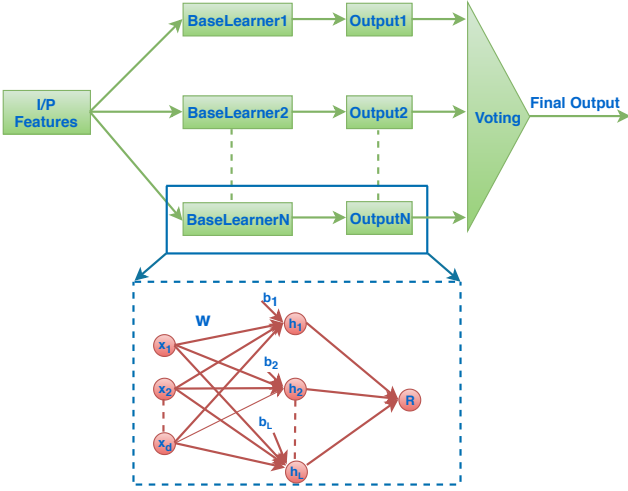 BaseLearner1
Output1
I/P
Features
BaseLearner2
Output2
Voting
Final Output
BaseLearnerN
OutputN
b1
W
h1
x1
b2
x2
h2
R
bL
xd
hL